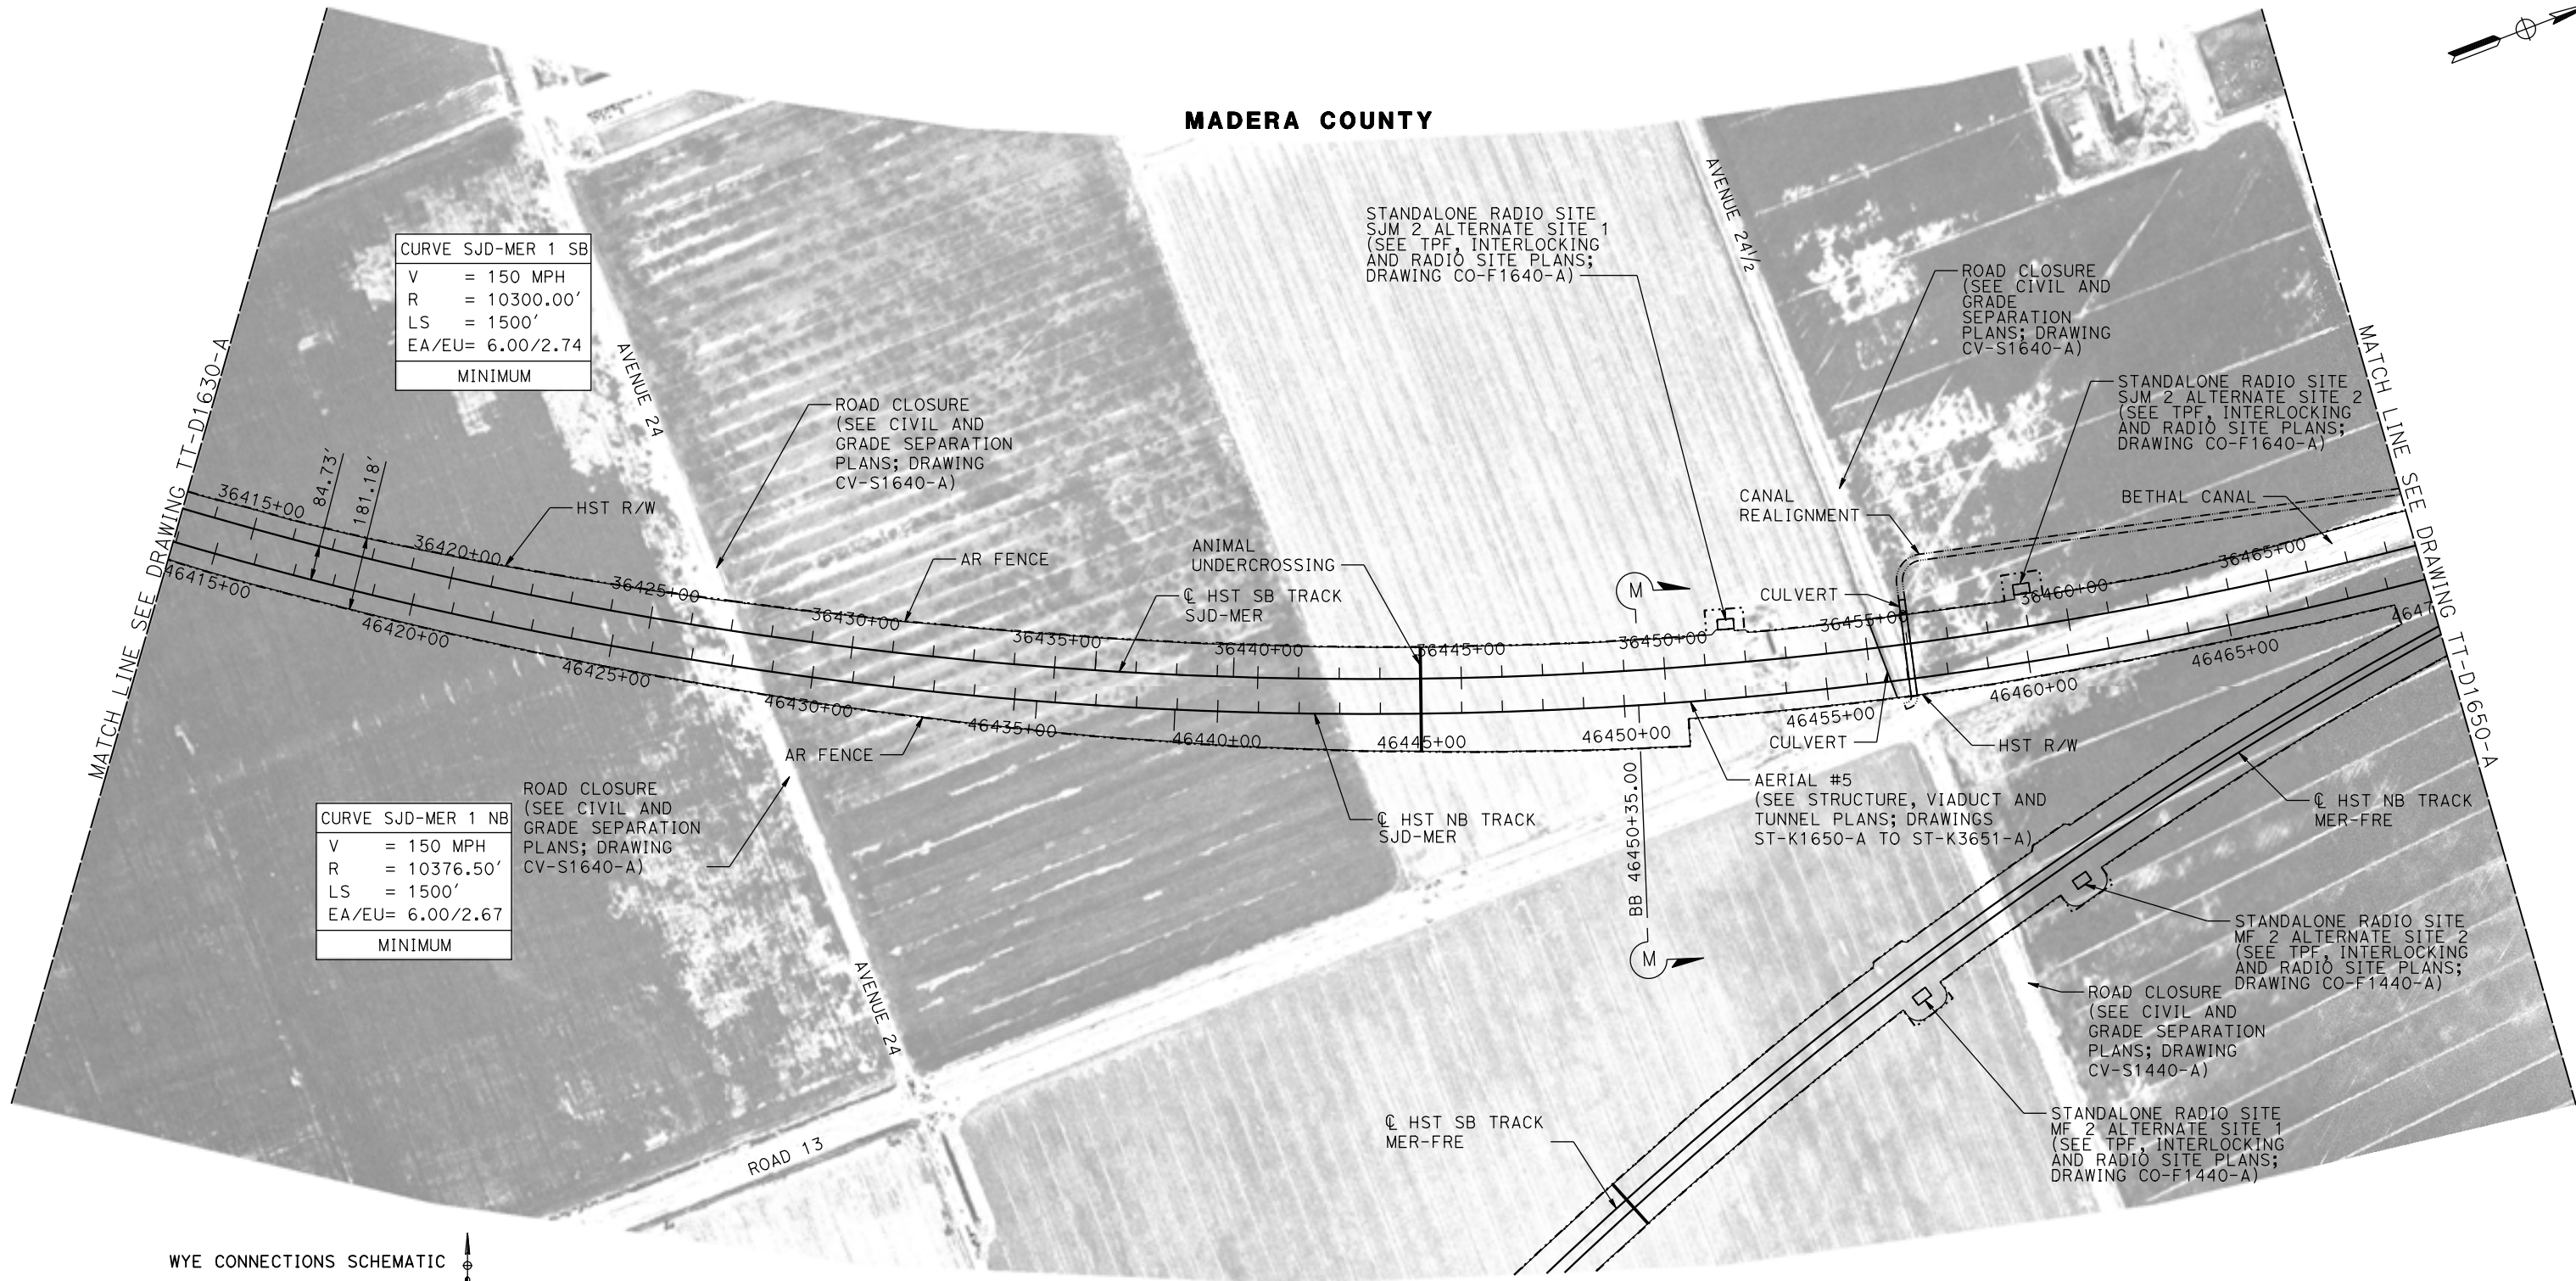 MADERA COUNTY
CURVE SJD-MER 1 SB
V = 150 MPH
R = 10300.00'
LS = 1500'
EA/EU= 6.00/2.74
MINIMUM
STANDALONE RADIO SITE
SJM 2 ALTERNATE SITE 1
(SEE TPF, INTERLOCKING
AND RADIO SITE PLANS;
DRAWING CO-F1640-A)
AVENUE 24½
ROAD CLOSURE
(SEE CIVIL AND
GRADE
SEPARATION
PLANS; DRAWING
CV-S1640-A)
STANDALONE RADIO SITE
SJM 2 ALTERNATE SITE 2
(SEE TPF, INTERLOCKING
AND RADIO SITE PLANS;
DRAWING CO-F1640-A)
MATCH LINE SEE DRAWING TT-D1630-A
AVENUE 24
ROAD CLOSURE
(SEE CIVIL AND
GRADE SEPARATION
PLANS; DRAWING
CV-S1640-A)
MATCH LINE SEE DRAWING TT-D1650-A
84.73'
181.18'
HST R/W
AR FENCE
ANIMAL
UNDERCROSSING
℄ HST SB TRACK
SJD-MER
M
CANAL
REALIGNMENT
BETHAL CANAL
CULVERT
36415+00
36420+00
36425+00
36430+00
36435+00
36440+00
36445+00
36450+00
36455+00
36460+00
36465+00
46415+00
46420+00
46425+00
46430+00
46435+00
46440+00
46445+00
46450+00
46455+00
46460+00
46465+00
4647
AR FENCE
CULVERT
HST R/W
ROAD CLOSURE
(SEE CIVIL AND
GRADE SEPARATION
PLANS; DRAWING
CV-S1640-A)
CURVE SJD-MER 1 NB
V = 150 MPH
R = 10376.50'
LS = 1500'
EA/EU= 6.00/2.67
MINIMUM
℄ HST NB TRACK
SJD-MER
BB 46450+35.00
M
AERIAL #5
(SEE STRUCTURE, VIADUCT AND
TUNNEL PLANS; DRAWINGS
ST-K1650-A TO ST-K3651-A)
℄ HST NB TRACK
MER-FRE
STANDALONE RADIO SITE
MF 2 ALTERNATE SITE 2
(SEE TPF, INTERLOCKING
AND RADIO SITE PLANS;
DRAWING CO-F1440-A)
AVENUE 24
ROAD CLOSURE
(SEE CIVIL AND
GRADE SEPARATION
PLANS; DRAWING
CV-S1440-A)
STANDALONE RADIO SITE
MF 2 ALTERNATE SITE 1
(SEE TPF, INTERLOCKING
AND RADIO SITE PLANS;
DRAWING CO-F1440-A)
℄ HST SB TRACK
MER-FRE
ROAD 13
WYE CONNECTIONS SCHEMATIC